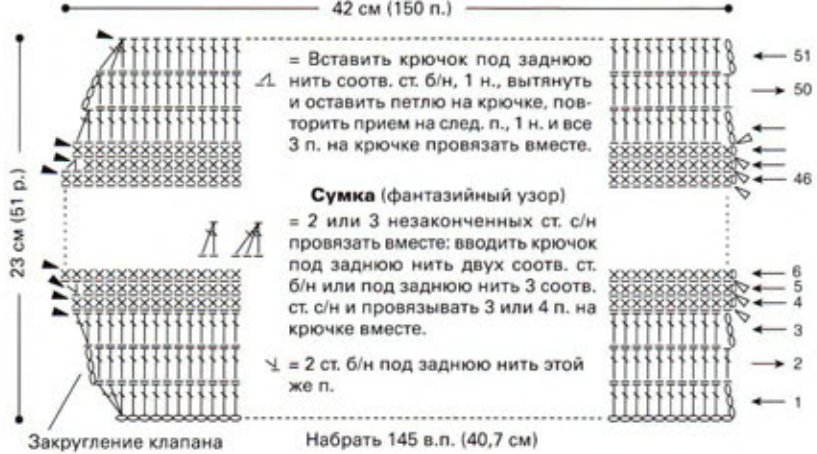 42 см (150 п.)
= Вставить крючок под заднюю
нить соотв. ст. б/н, 1 н., вытянуть
и оставить петлю на крючке, пов-
торить прием на след. п., 1 н. и все
3 п. на крючке провязать вместе.
51
50
46
Сумка (фантазийный узор)
= 2 или 3 незаконченных ст. с/н
провязать вместе: вводить крючок
под заднюю нить двух соотв. ст.
б/н или под заднюю нить 3 соотв.
ст. с/н и провязывать 3 или 4 п. на
крючке вместе.
= 2 ст. б/н под заднюю нить этой
же п.
23 см (51 р.)
6
5
4
3
2
1
Закругление клапана
Набрать 145 в.п. (40,7 см)